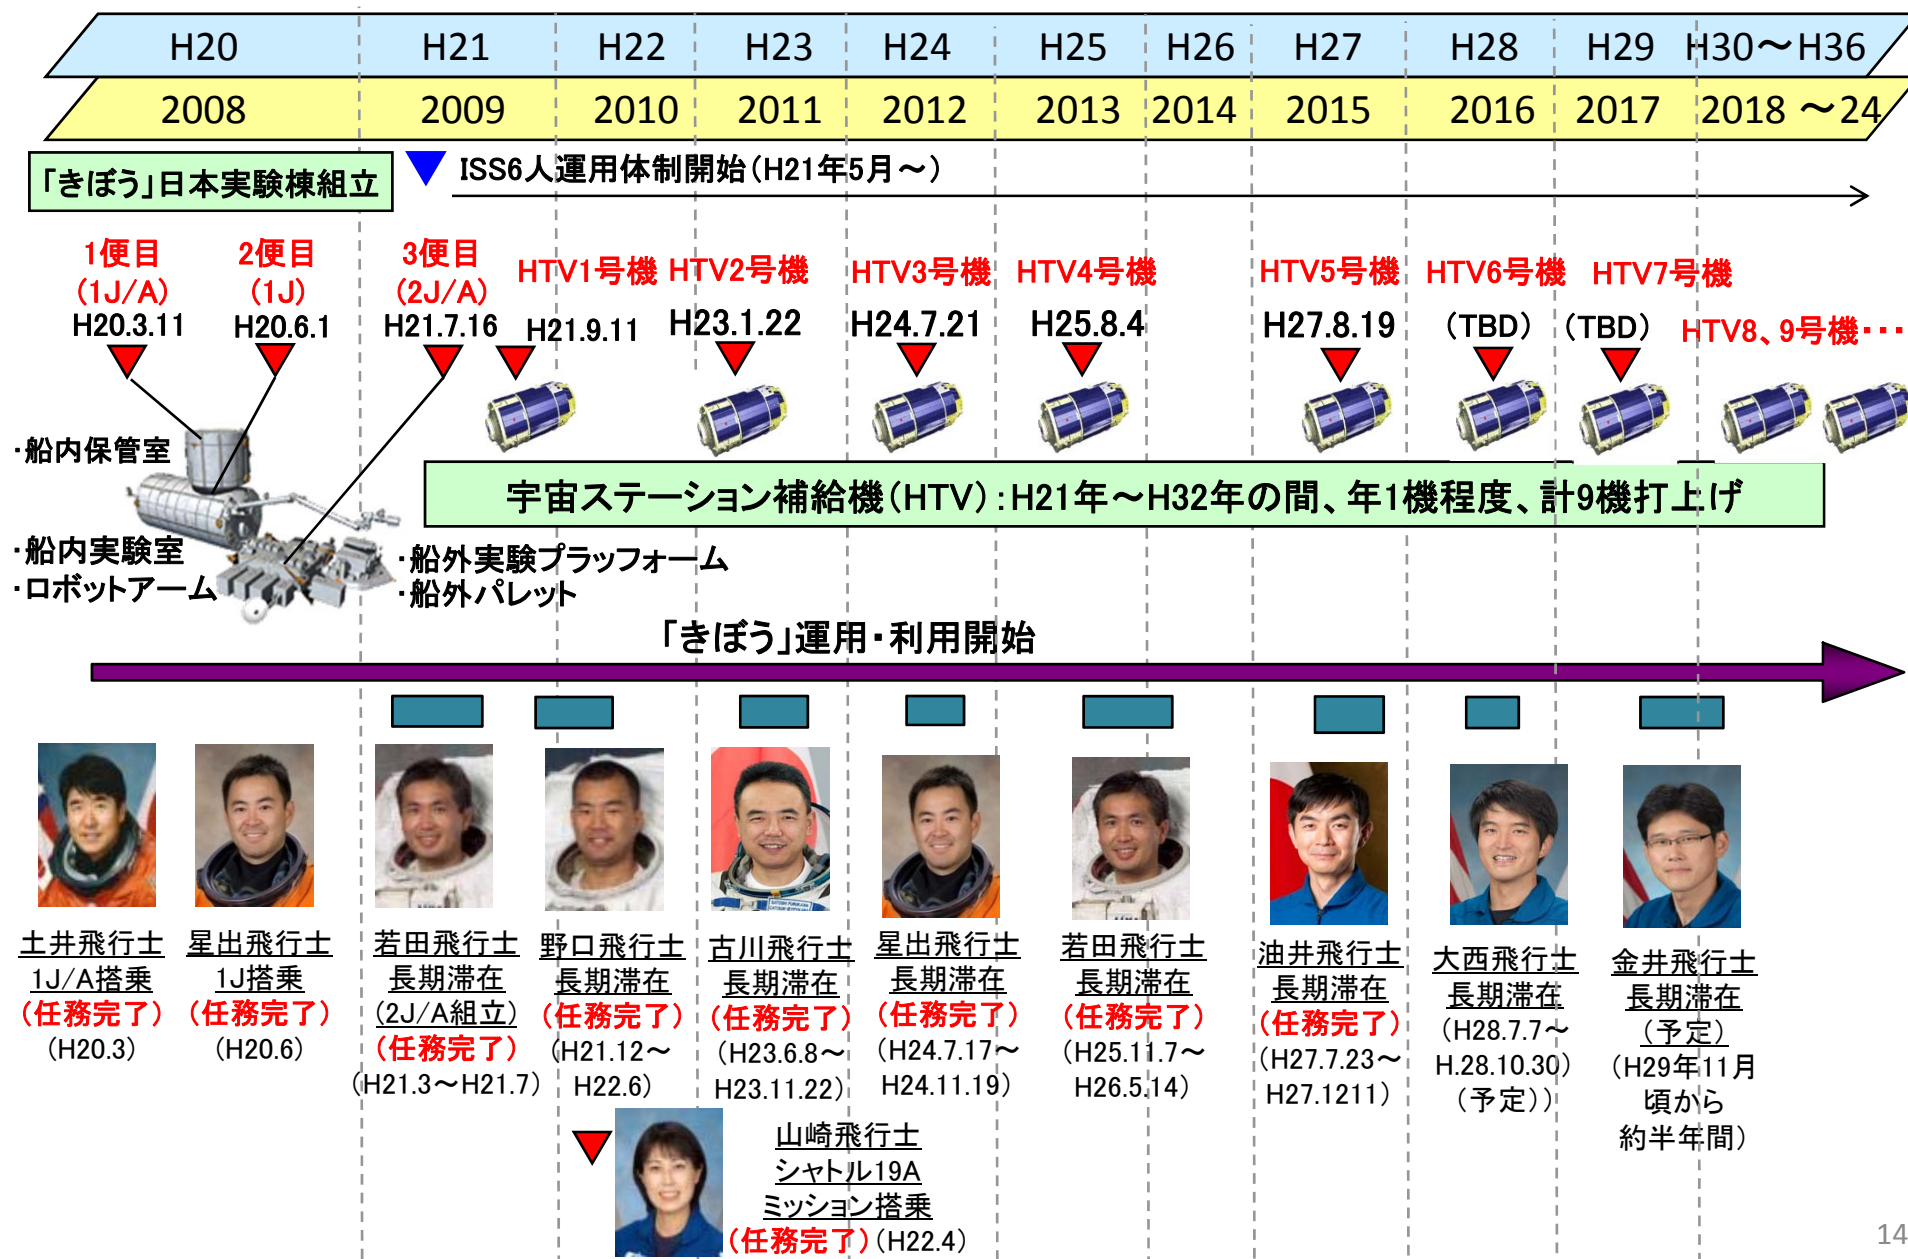 H20 H21 H22 H23 H24 H25 H26 H27 H28 H29 H30～H36
2008 2009 2010 2011 2012 2013 2014 2015 2016 2017 2018 ～24
「きぼう」日本実験棟組立
ISS6人運用体制開始(H21年5月～)
1便目
(1J/A)
H20.3.11
2便目
(1J)
H20.6.1
3便目
(2J/A)
H21.7.16
HTV1号機
H21.9.11
HTV2号機
H23.1.22
HTV3号機
H24.7.21
HTV4号機
H25.8.4
HTV5号機
H27.8.19
HTV6号機
(TBD)
HTV7号機
(TBD)
HTV8、9号機・・・
・船内保管室
・船内実験室
・ロボットアーム
・船外実験プラッフォーム
・船外パレット
宇宙ステーション補給機(HTV):H21年～H32年の間、年1機程度、計9機打上げ
「きぼう」運用・利用開始
土井飛行士
1J/A搭乗
(任務完了)
(H20.3)
星出飛行士
1J搭乗
(任務完了)
(H20.6)
若田飛行士
長期滞在
(2J/A組立)
(任務完了)
(H21.3～H21.7)
野口飛行士
長期滞在
(任務完了)
(H21.12～
H22.6)
古川飛行士
長期滞在
(任務完了)
(H23.6.8～
H23.11.22)
星出飛行士
長期滞在
(任務完了)
(H24.7.17～
H24.11.19)
若田飛行士
長期滞在
(任務完了)
(H25.11.7～
H26.5.14)
油井飛行士
長期滞在
(任務完了)
(H27.7.23～
H27.1211)
大西飛行士
長期滞在
(H28.7.7～
H.28.10.30)
(予定))
金井飛行士
長期滞在
(予定)
(H29年11月
頃から
約半年間)
山崎飛行士
シャトル19A
ミッション搭乗
(任務完了)(H22.4)
14